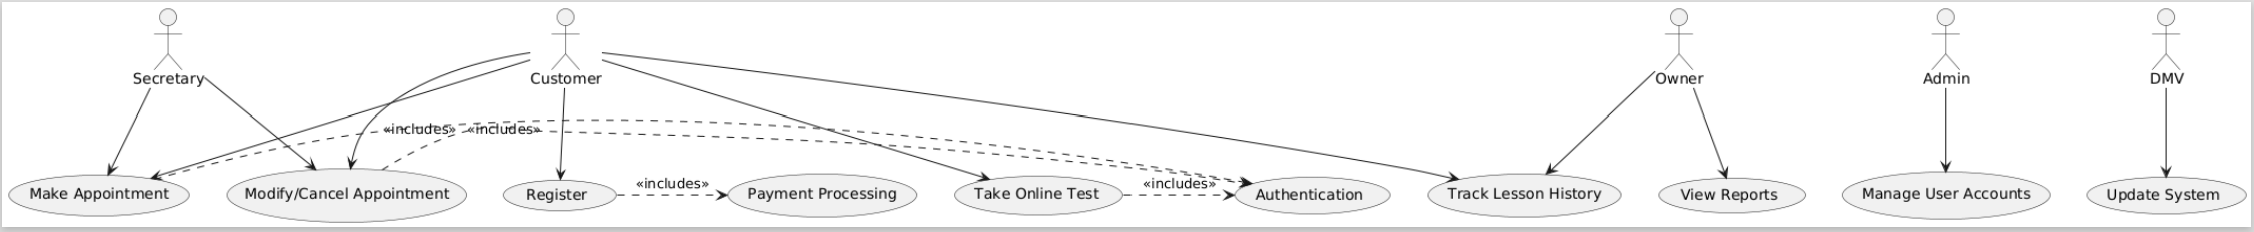 Secretary
Customer
Owner
Admin
DMV
«includes»
«includes»
«includes»
«includes»
Make Appointment
Modify/Cancel Appointment
Register
Payment Processing
Take Online Test
Authentication
Track Lesson History
View Reports
Manage User Accounts
Update System